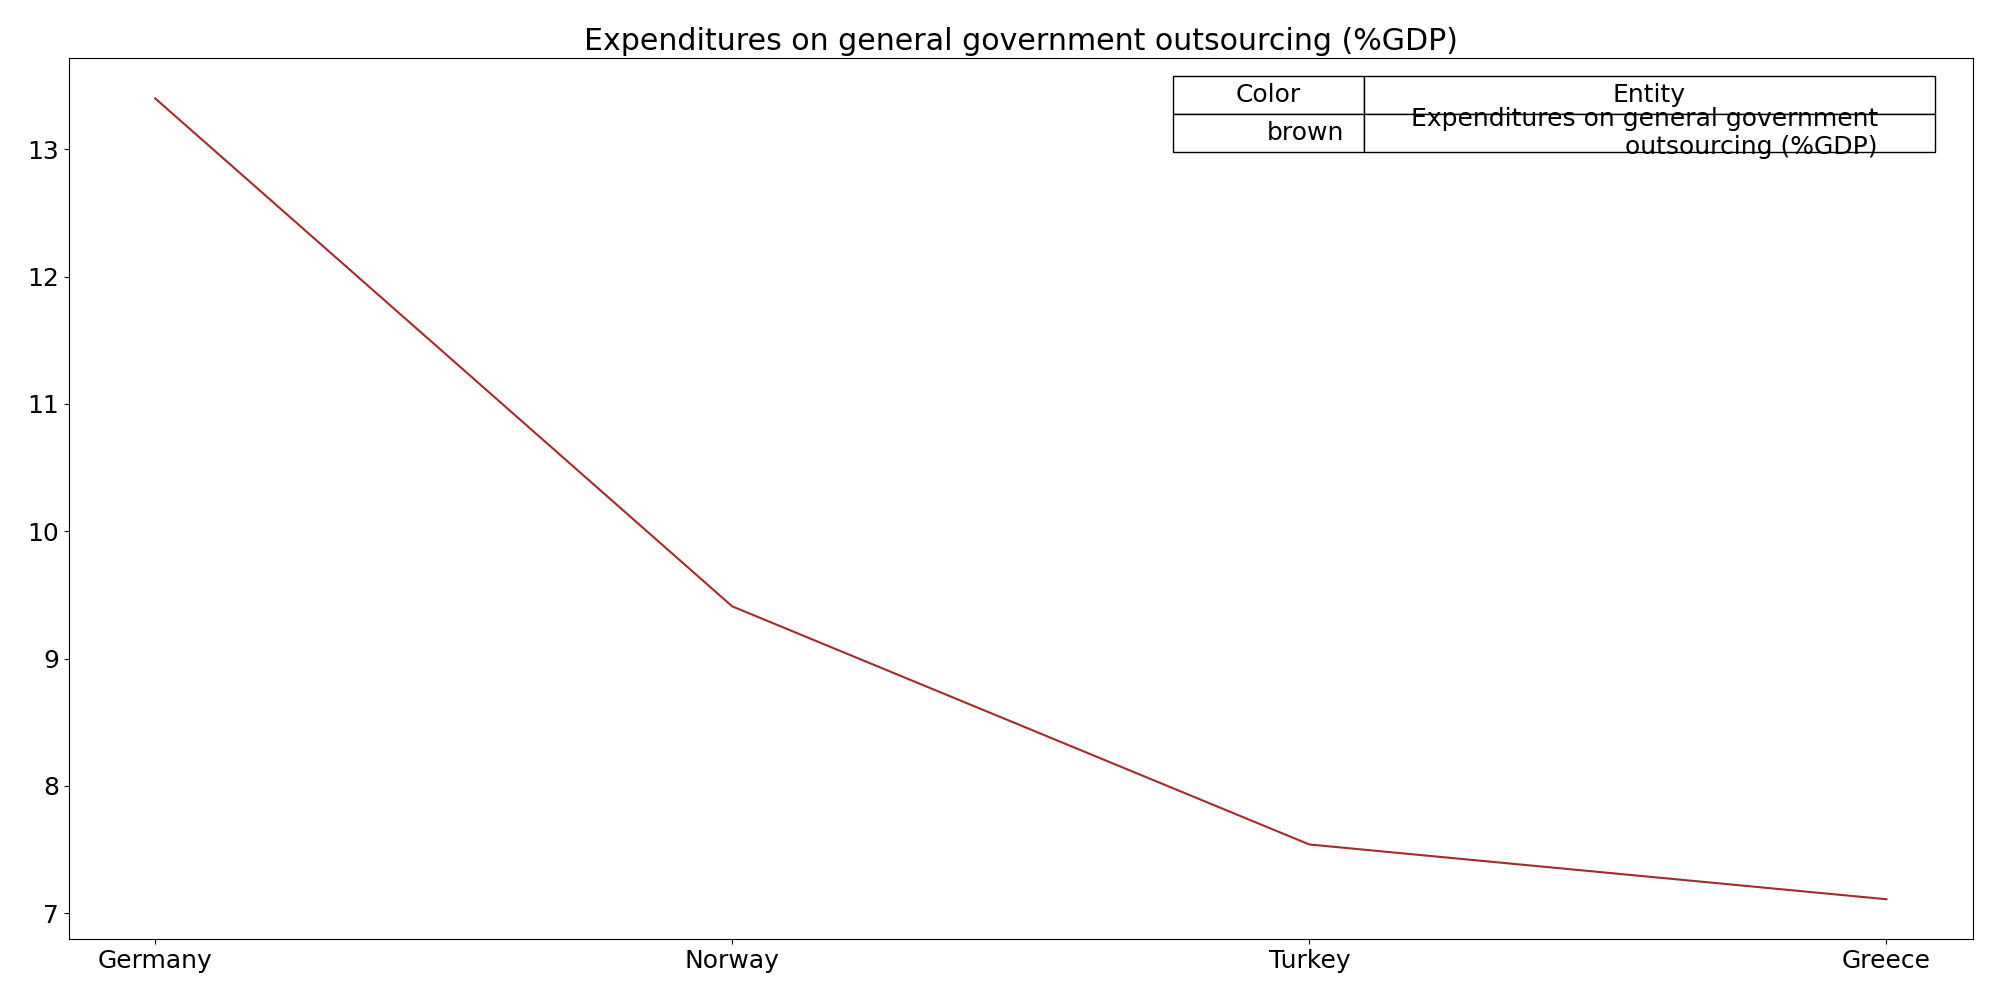 Expenditures on general government outsourcing (%GDP)
Color Entity
brown Expenditures on general government
outsourcing (%GDP)
13
12
11
10
9
8
7
Germany Norway Turkey Greece